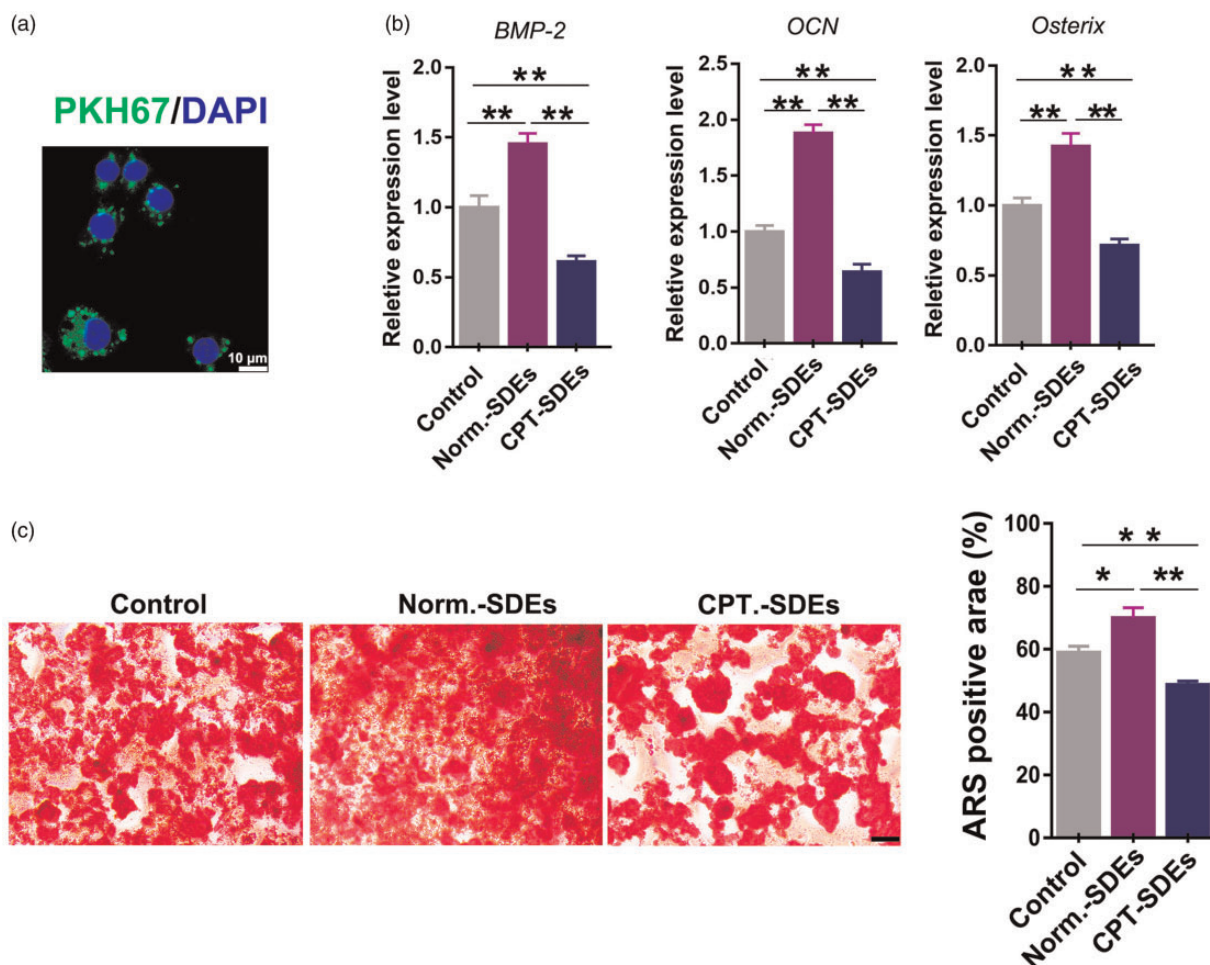 (a)
PKH67/DAPI
10 µm
(b)
BMP-2
Reletive expression level
2.0
1.5
1.0
0.5
0.0
**
** **
Control
Norm.-SDEs
CPT-SDEs
OCN
Reletive expression level
2.5
2.0
1.5
1.0
0.5
0.0
**
** **
Control
Norm.-SDEs
CPT-SDEs
Osterix
Reletive expression level
2.0
1.5
1.0
0.5
0.0
**
** **
Control
Norm.-SDEs
CPT-SDEs
(c)
Control
Norm.-SDEs
CPT.-SDEs
ARS positive arae (%)
100
80
60
40
20
0
* *
* **
Control
Norm.-SDEs
CPT-SDEs